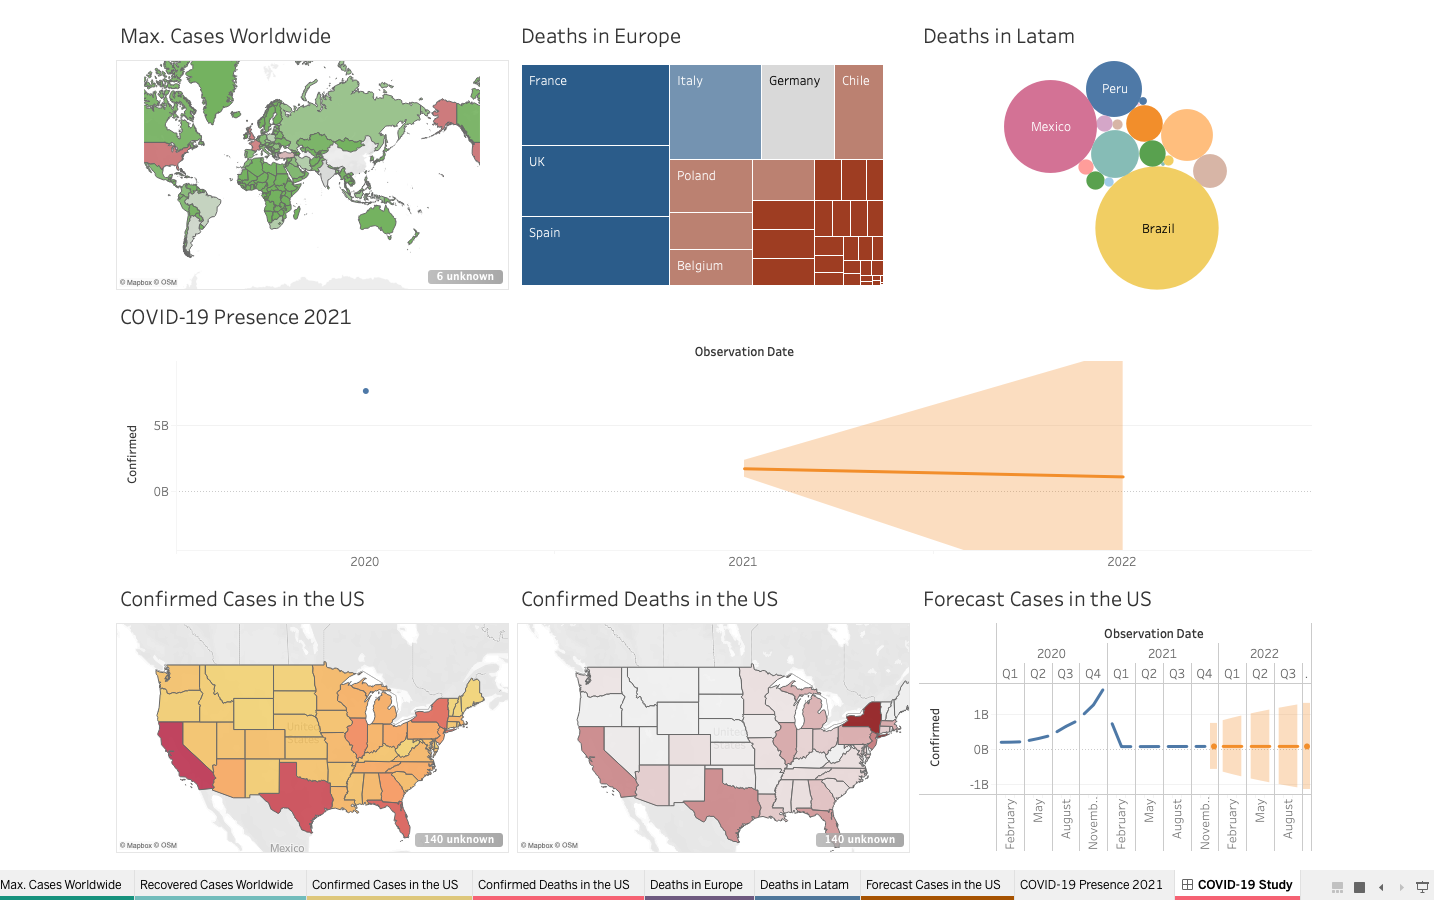 Max. Cases Worldwide
Deaths in Europe
Deaths in Latam
France
Italy
Germany
Chile
UK
Poland
Spain
Belgium
Peru
Mexico
Brazil
6 unknown
© Mapbox © OSM
COVID-19 Presence 2021
Observation Date
Confirmed
5B
0B
2020
2021
2022
Confirmed Cases in the US
Confirmed Deaths in the US
Forecast Cases in the US
United States
Mexico
140 unknown
© Mapbox © OSM
United States
140 unknown
© Mapbox © OSM
Observation Date
2020
2021
2022
Q1
Q2
Q3
Q4
Q1
Q2
Q3
Q4
Q1
Q2
Q3
.
Confirmed
1B
0B
-1B
February
May
August
Novemb..
February
May
August
Novemb..
February
May
August
Max. Cases Worldwide
Recovered Cases Worldwide
Confirmed Cases in the US
Confirmed Deaths in the US
Deaths in Europe
Deaths in Latam
Forecast Cases in the US
COVID-19 Presence 2021
COVID-19 Study